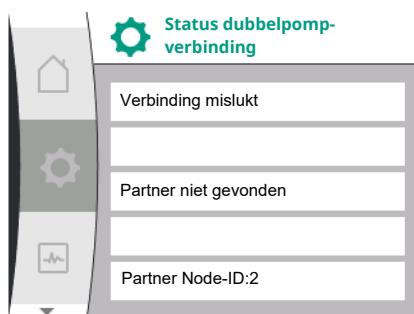 Status dubbelpomp-
verbinding
Verbinding mislukt
Partner niet gevonden
Partner Node-ID:2